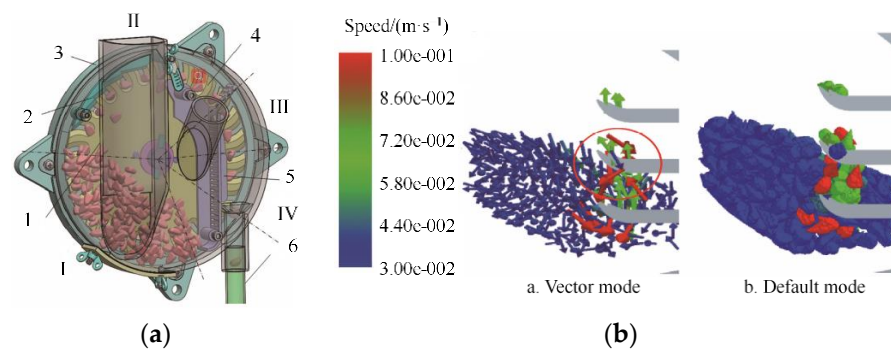 II
3
4
2
III
5
1
IV
I
6
(a)
Speed/(m·s⁻¹)
1.00e-001
8.60e-002
7.20e-002
5.80e-002
4.40e-002
3.00e-002
a. Vector mode
b. Default mode
(b)